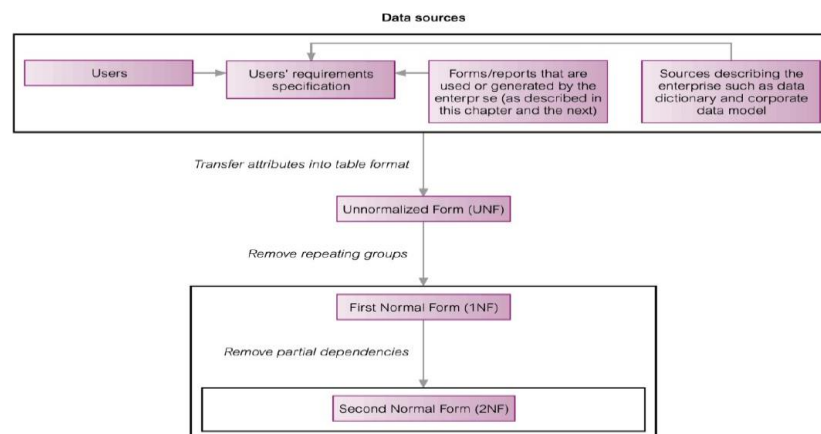 Data sources
Users
Users' requirements
specification
Forms/reports that are
used or generated by the
enterpr se (as described in
this chapter and the next)
Sources describing the
enterprise such as data
dictionary and corporate
data model
Transfer attributes into table format
Unnormalized Form (UNF)
Remove repeating groups
First Normal Form (1NF)
Remove partial dependencies
Second Normal Form (2NF)